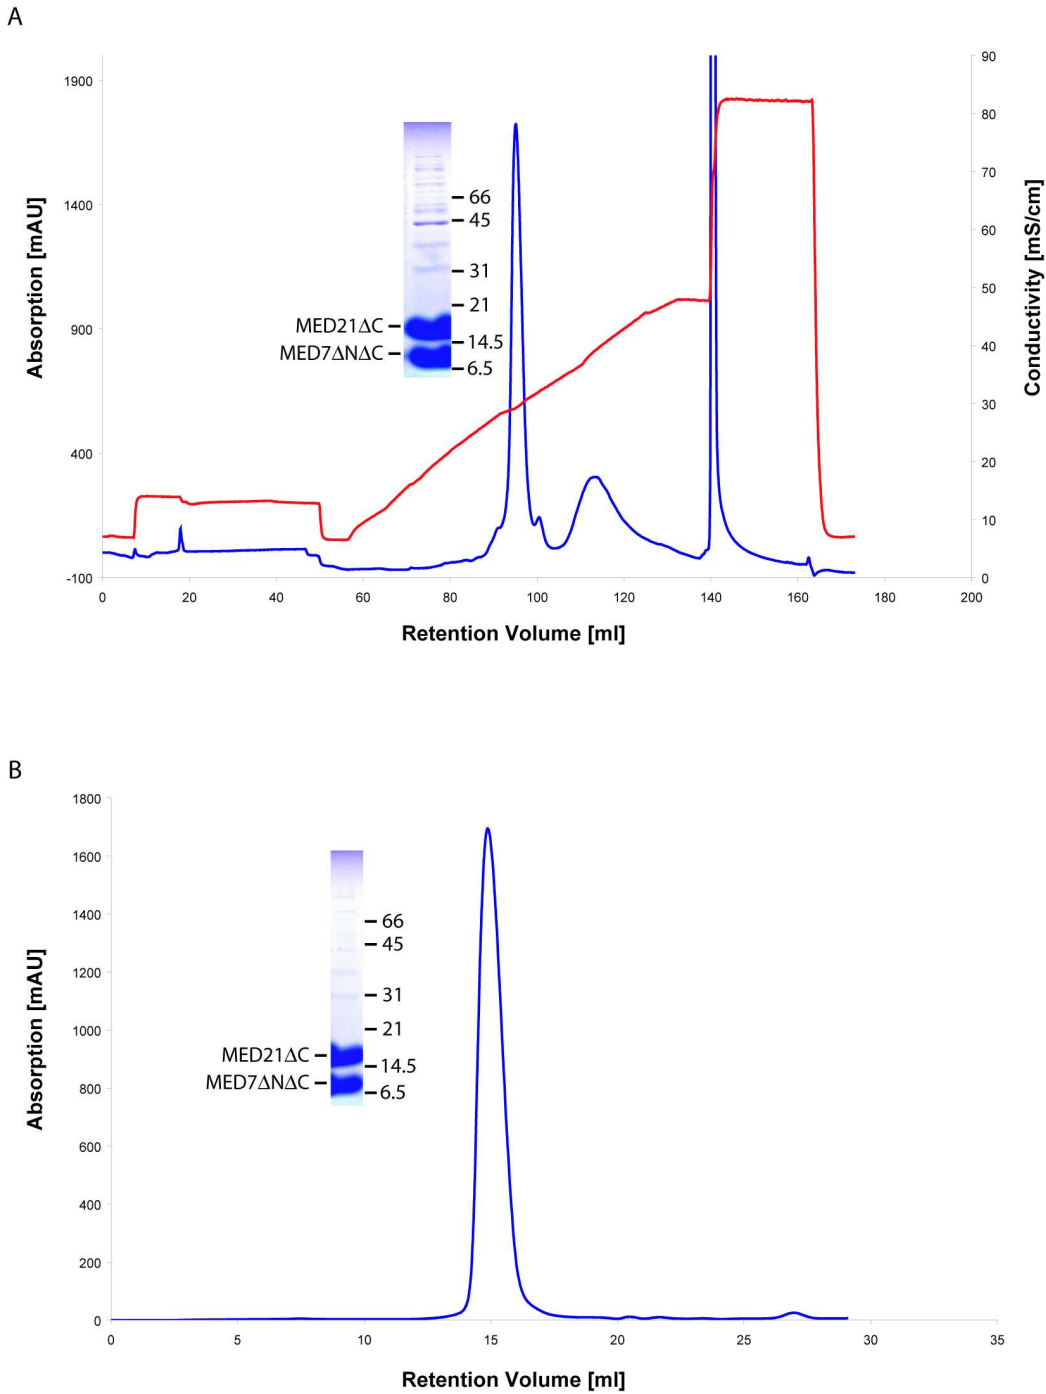 A
1900
1400
900
400
-100
Absorption [mAU]
90
80
70
60
50
40
30
20
10
0
Conductivity [mS/cm]
66
45
31
21
14.5
6.5
MED21ΔC
MED7ΔNΔC
0 20 40 60 80 100 120 140 160 180 200
Retention Volume [ml]
B
1800
1600
1400
1200
1000
800
600
400
200
0
Absorption [mAU]
66
45
31
21
14.5
6.5
MED21ΔC
MED7ΔNΔC
0 5 10 15 20 25 30 35
Retention Volume [ml]